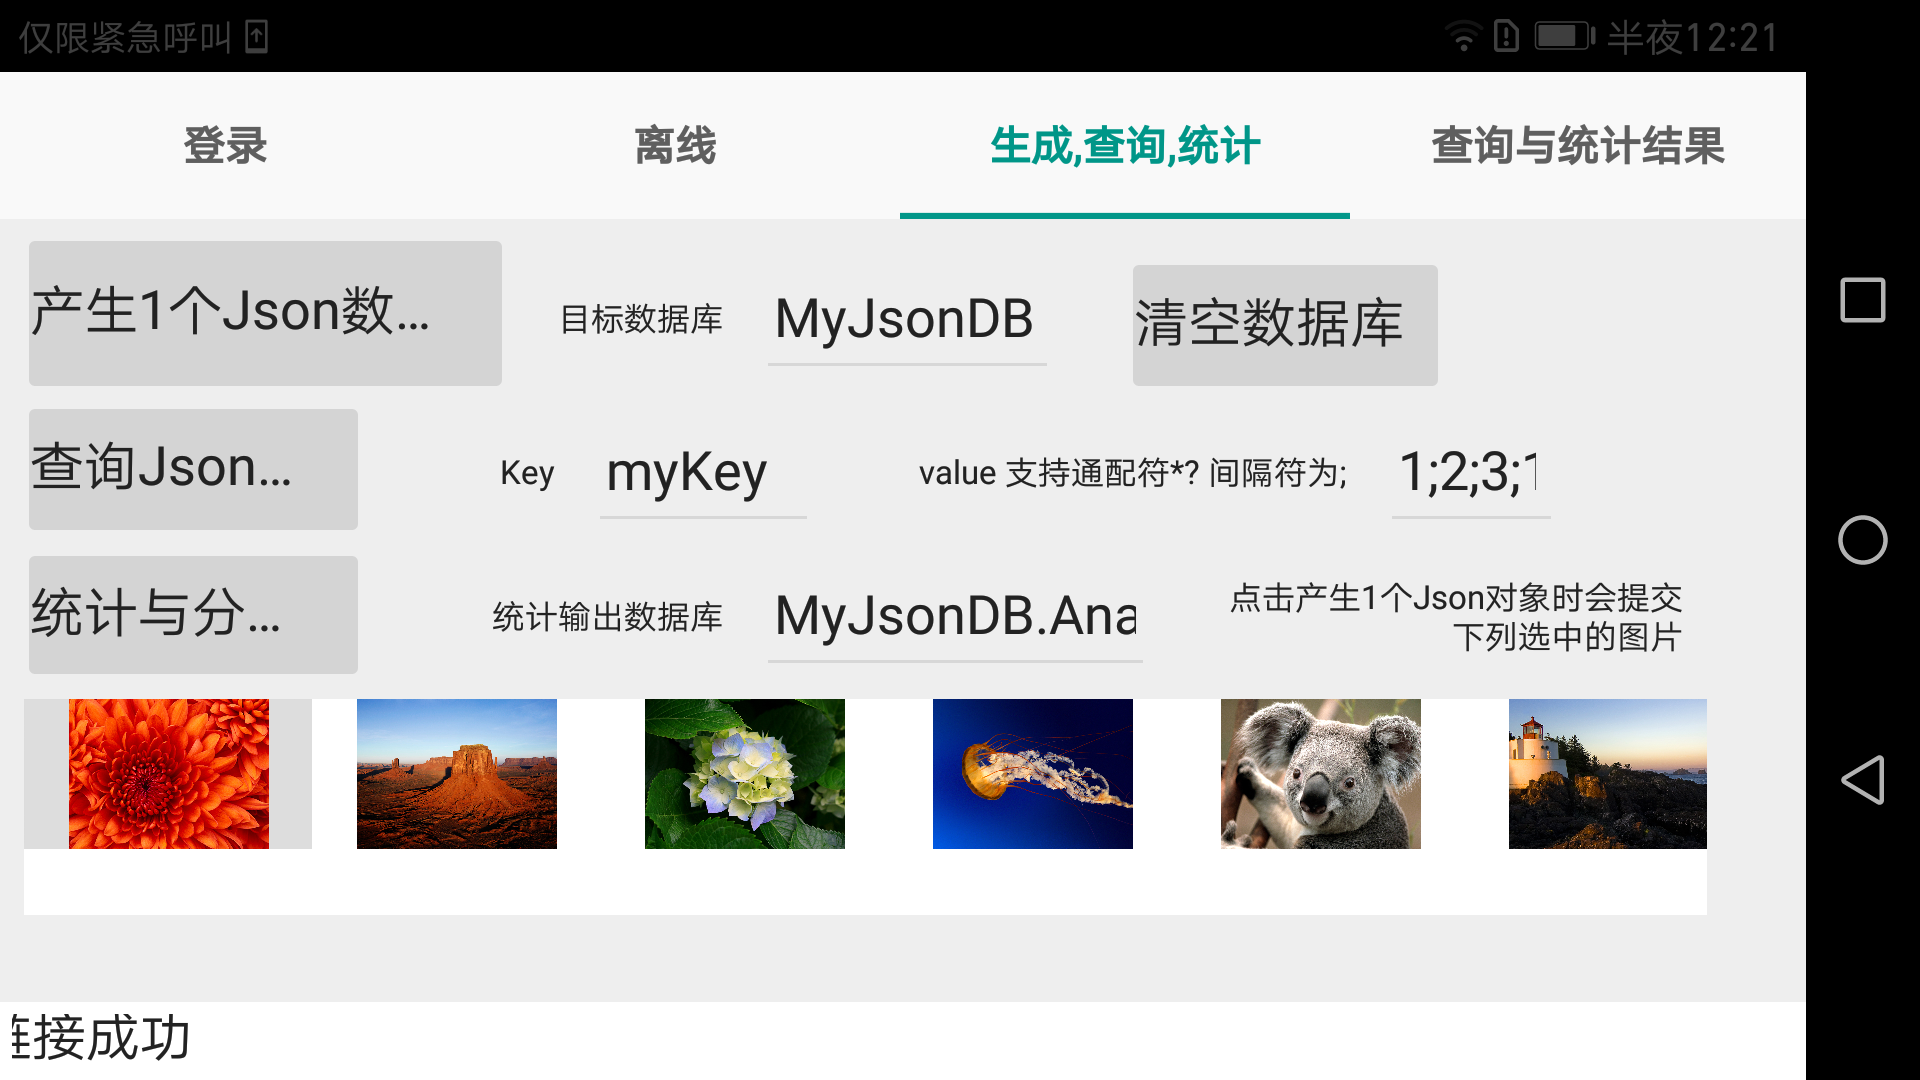 仅限紧急呼叫
半夜12:21
登录
离线
生成,查询,统计
查询与统计结果
产生1个Json数...
目标数据库
MyJsonDB
清空数据库
查询Json...
Key
myKey
value 支持通配符*? 间隔符为;
1;2;3;1
统计与分...
统计输出数据库
MyJsonDB.Ana
点击产生1个Json对象时会提交
下列选中的图片
接成功